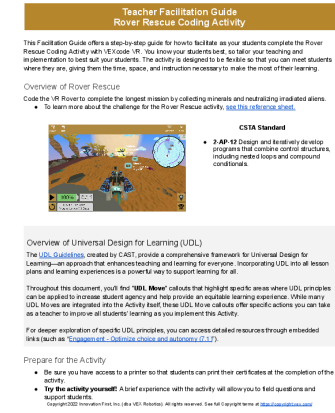 Teacher Facilitation Guide
Rover Rescue Coding Activity
This Facilitation Guide offers a step-by-step guide for how to facilitate as your students complete the Rover
Rescue Coding Activity with VEXcode VR. You know your students best, so tailor your teaching and
implementation to best suit your students. The activity is designed to be flexible so that you can meet students
where they are, giving them the time, space, and instruction necessary to make the most of their learning.
Overview of Rover Rescue
Code the VR Rover to complete the longest mission by collecting minerals and neutralizing irradiated aliens.
● To learn more about the challenge for the Rover Rescue activity, see this reference sheet.
CSTA Standard
● 2-AP-12 Design and iteratively develop
programs that combine control structures,
including nested loops and compound
conditionals.
100%
Overview of Universal Design for Learning (UDL)
The UDL Guidelines, created by CAST, provide a comprehensive framework for Universal Design for
Learning—an approach that enhances teaching and learning for everyone. Incorporating UDL into all lesson
plans and learning experiences is a powerful way to support learning for all.
Throughout this document, you'll find "UDL Move" callouts that highlight specific areas where UDL principles
can be applied to increase student agency and help provide an equitable learning experience. While many
UDL Moves are integrated into the Activity itself, these UDL Move callouts offer specific actions you can take
as a teacher to improve all students' learning as you implement this Activity.
For deeper exploration of specific UDL principles, you can access detailed resources through embedded
links (such as "Engagement - Optimize choice and autonomy (7.1)").
Prepare for the Activity
● Be sure you have access to a printer so that students can print their certificates at the completion of the
activity.
● Try the activity yourself! A brief experience with the activity will allow you to field questions and
support students.
Copyright 2022 Innovation First, Inc. (dba VEX Robotics). All rights reserved. See full Copyright terms at https://copyright.vex.com/